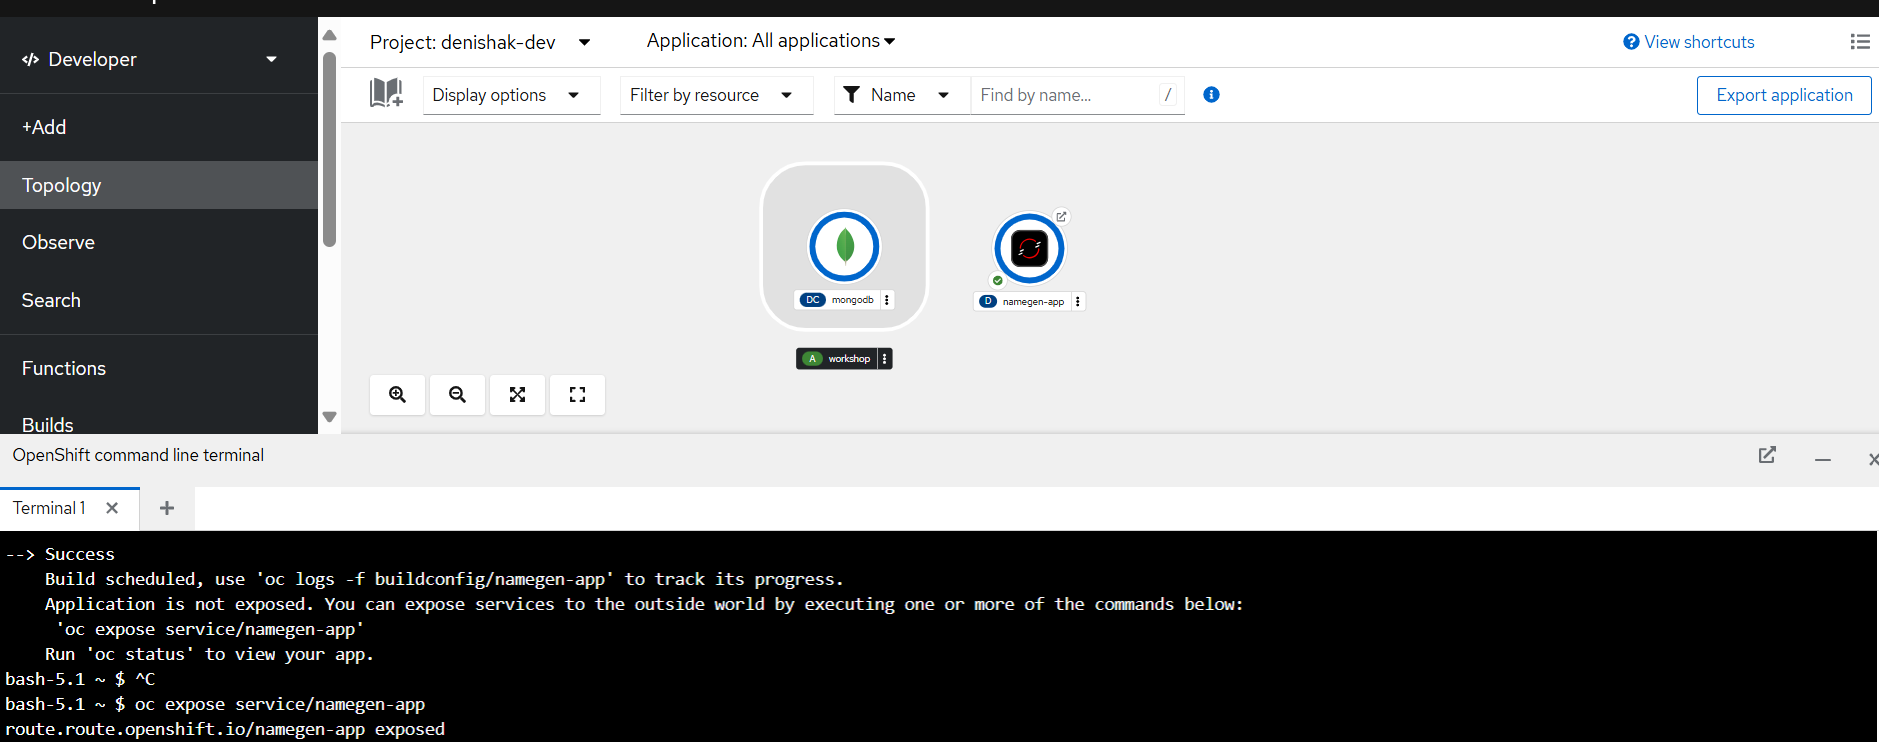 Developer
Project: denishak-dev
Application: All applications
View shortcuts
Display options
Filter by resource
Name
Find by name...
/
Export application
+Add
Topology
Observe
Search
Functions
Builds
DC mongodb
D namegen-app
A workshop
OpenShift command line terminal
Terminal 1
--> Success
Build scheduled, use 'oc logs -f buildconfig/namegen-app' to track its progress.
Application is not exposed. You can expose services to the outside world by executing one or more of the commands below:
'oc expose service/namegen-app'
Run 'oc status' to view your app.
bash-5.1 ~ $ ^C
bash-5.1 ~ $ oc expose service/namegen-app
route.route.openshift.io/namegen-app exposed